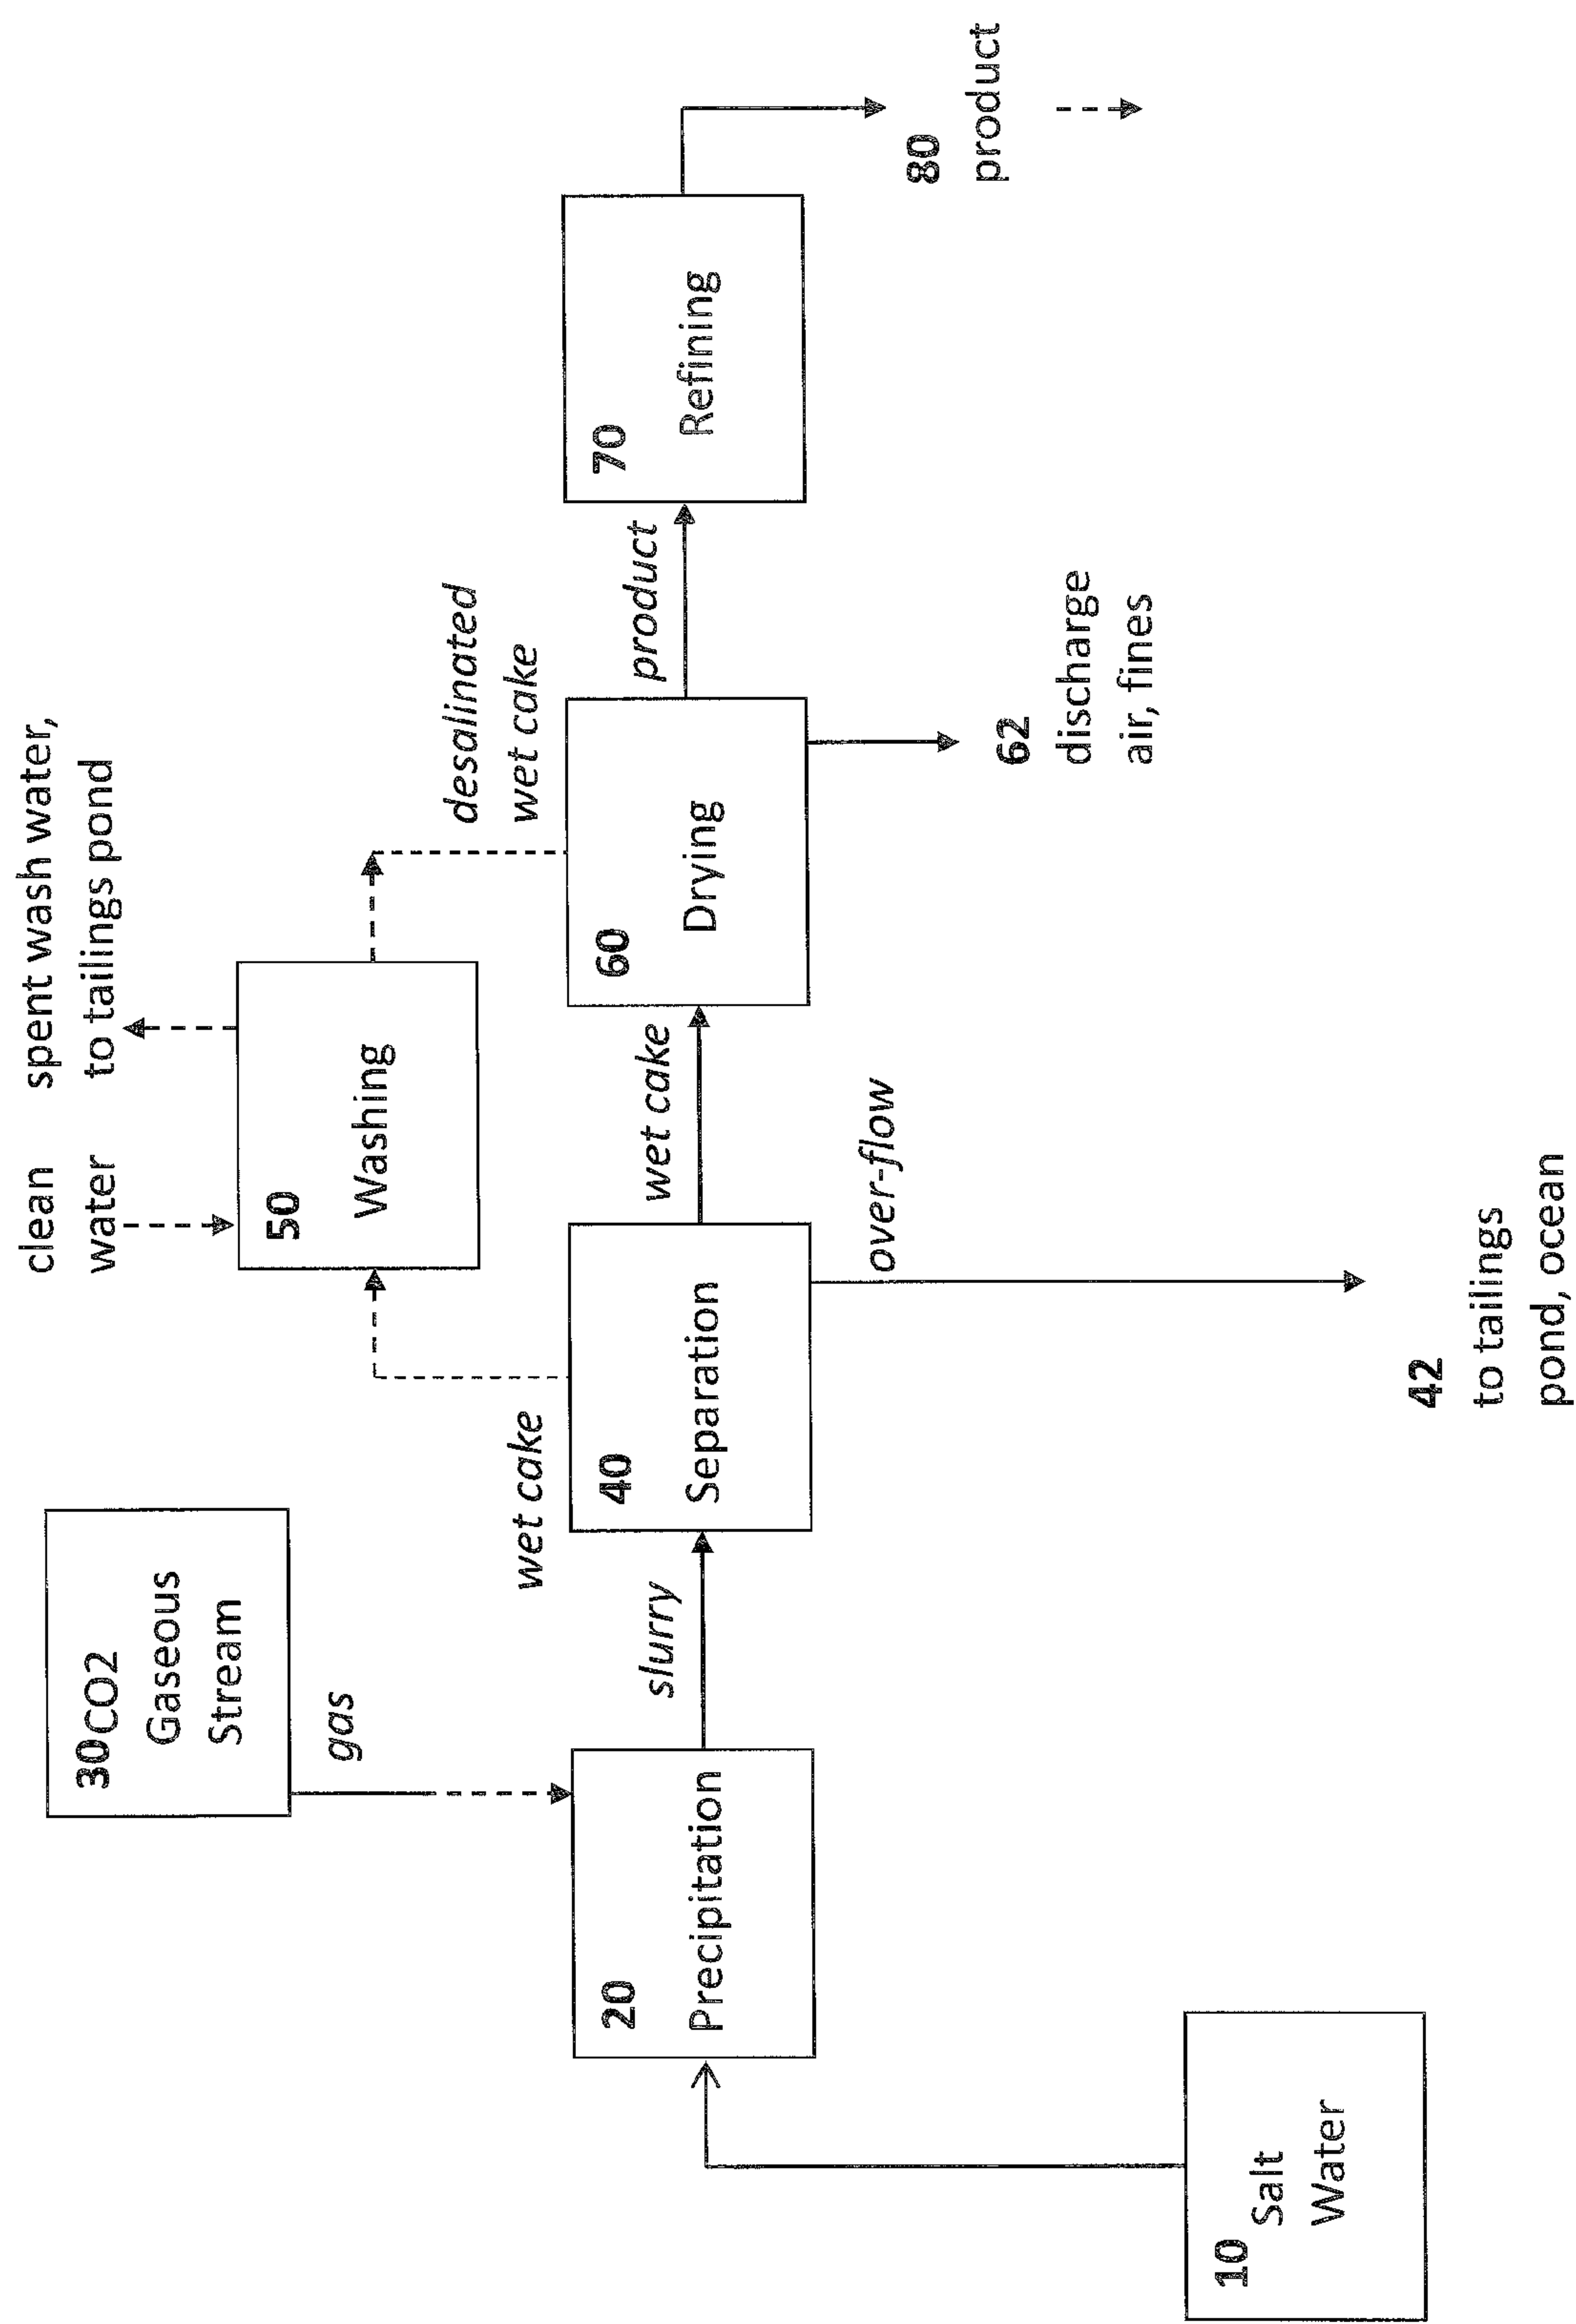 10
Salt
Water
20
Precipitation
30 CO2
Gaseous
Stream
gas
slurry
40
Separation
wet cake
wet cake
over-flow
42
to tailings
pond, ocean
clean
water
50
Washing
spent wash water,
to tailings pond
desalinated
wet cake
60
Drying
62
discharge
air, fines
product
70
Refining
80
product